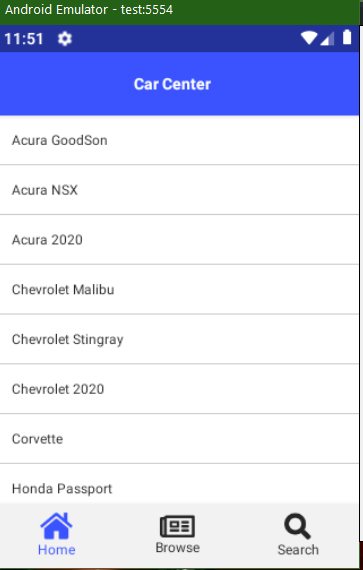 Android Emulator - test:5554
11:51
Car Center
Acura GoodSon
Acura NSX
Acura 2020
Chevrolet Malibu
Chevrolet Stingray
Chevrolet 2020
Corvette
Honda Passport
Home
Browse
Search